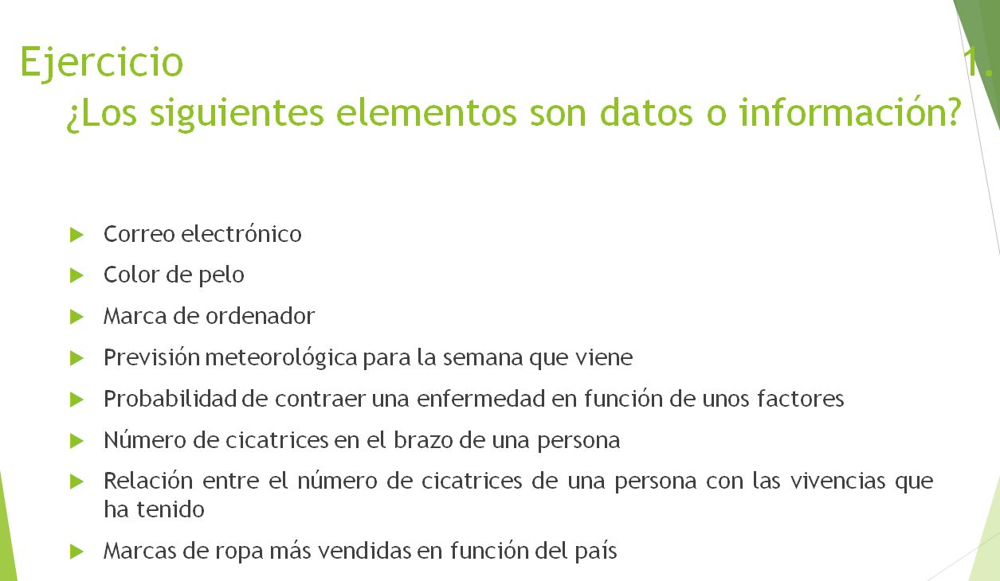 Ejercicio 1.
¿Los siguientes elementos son datos o información?
Correo electrónico
Color de pelo
Marca de ordenador
Previsión meteorológica para la semana que viene
Probabilidad de contraer una enfermedad en función de unos factores
Número de cicatrices en el brazo de una persona
Relación entre el número de cicatrices de una persona con las vivencias que
ha tenido
Marcas de ropa más vendidas en función del país